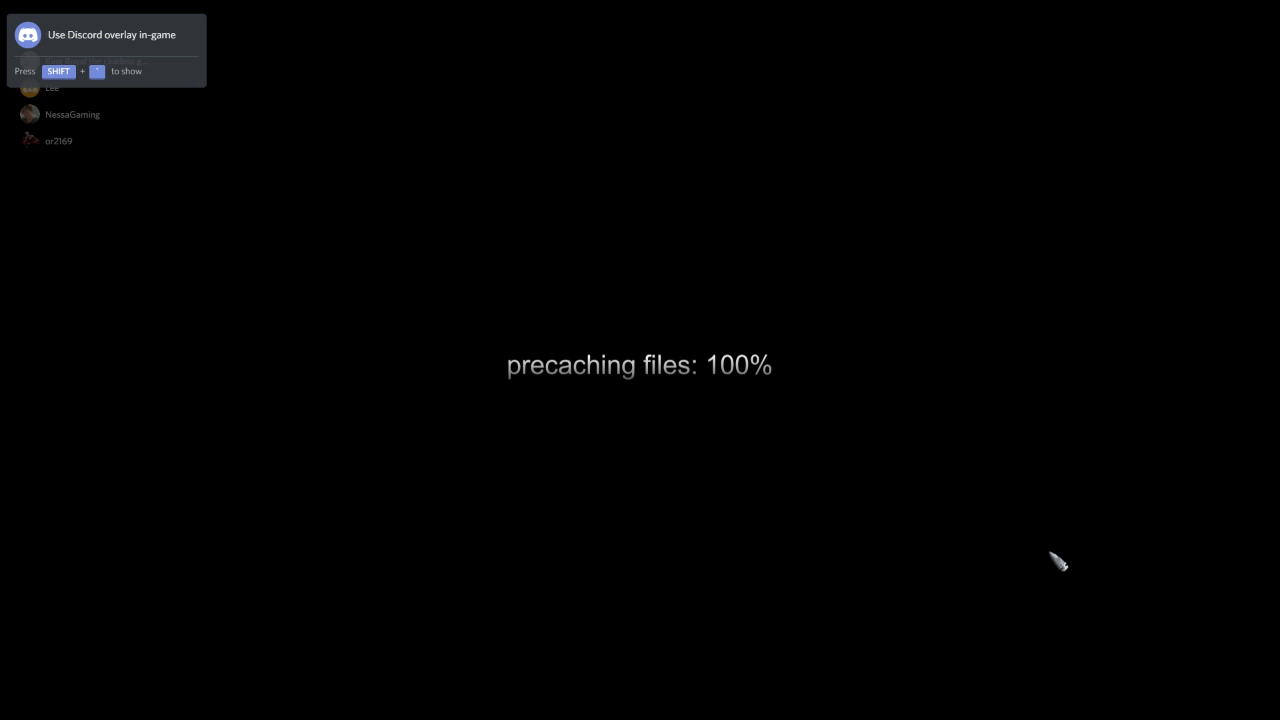 Use Discord overlay in-game
Press SHIFT + ` to show
Lee
NessaGaming
or2169
precaching files: 100%